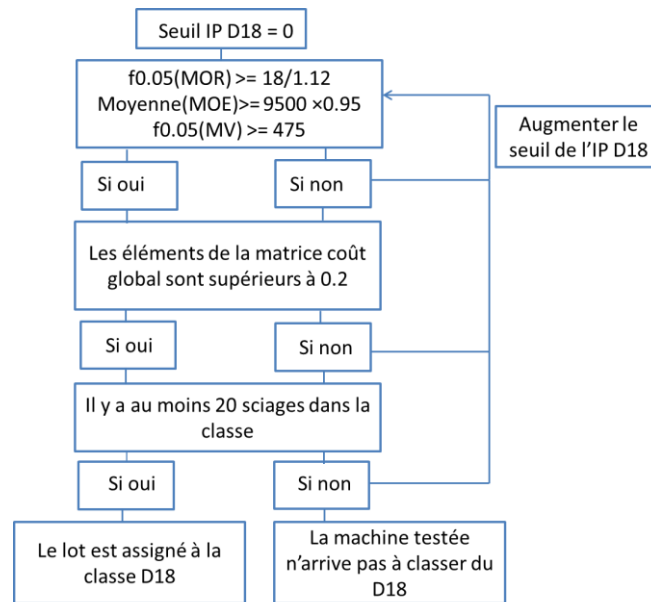 Seuil IP D18 = 0
f0.05(MOR) >= 18/1.12
Moyenne(MOE)>= 9500 ×0.95
f0.05(MV) >= 475
Augmenter le
seuil de l’IP D18
Si oui
Si non
Les éléments de la matrice coût
global sont supérieurs à 0.2
Si oui
Si non
Il y a au moins 20 sciages dans la
classe
Si oui
Si non
Le lot est assigné à la
classe D18
La machine testée
n’arrive pas à classer du
D18